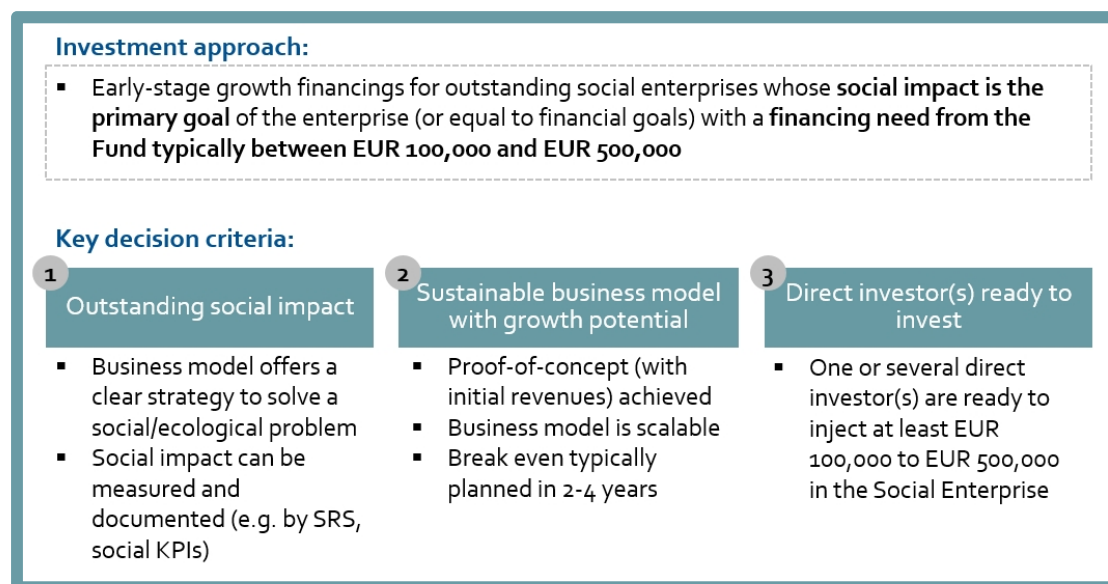 Investment approach:
▪ Early-stage growth financings for outstanding social enterprises whose social impact is the
primary goal of the enterprise (or equal to financial goals) with a financing need from the
Fund typically between EUR 100,000 and EUR 500,000
Key decision criteria:
1
Outstanding social impact
▪ Business model offers a
clear strategy to solve a
social/ecological problem
▪ Social impact can be
measured and
documented (e.g. by SRS,
social KPIs)
2
Sustainable business model
with growth potential
▪ Proof-of-concept (with
initial revenues) achieved
▪ Business model is scalable
▪ Break even typically
planned in 2-4 years
3
Direct investor(s) ready to
invest
▪ One or several direct
investor(s) are ready to
inject at least EUR
100,000 to EUR 500,000
in the Social Enterprise